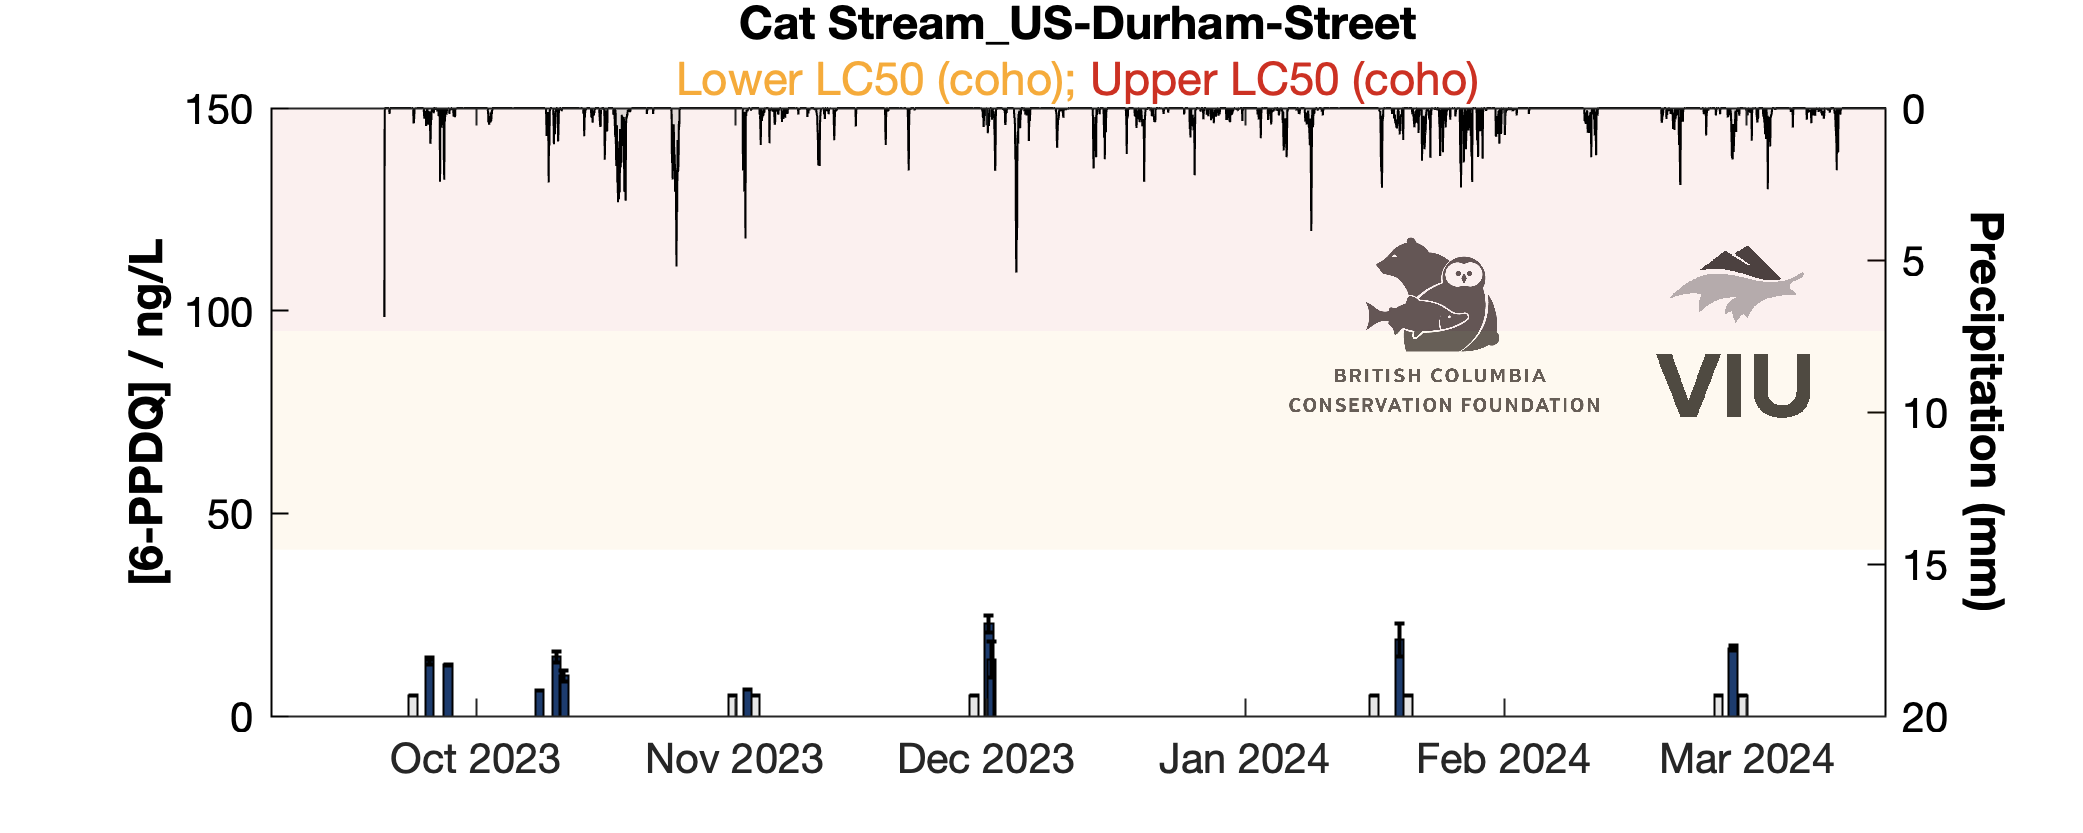 Cat Stream_US-Durham-Street
Lower LC50 (coho); Upper LC50 (coho)
150
100
50
0
[6-PPDQ] / ng/L
0
5
10
15
20
Precipitation (mm)
BRITISH COLUMBIA
CONSERVATION FOUNDATION
VIU
Oct 2023
Nov 2023
Dec 2023
Jan 2024
Feb 2024
Mar 2024